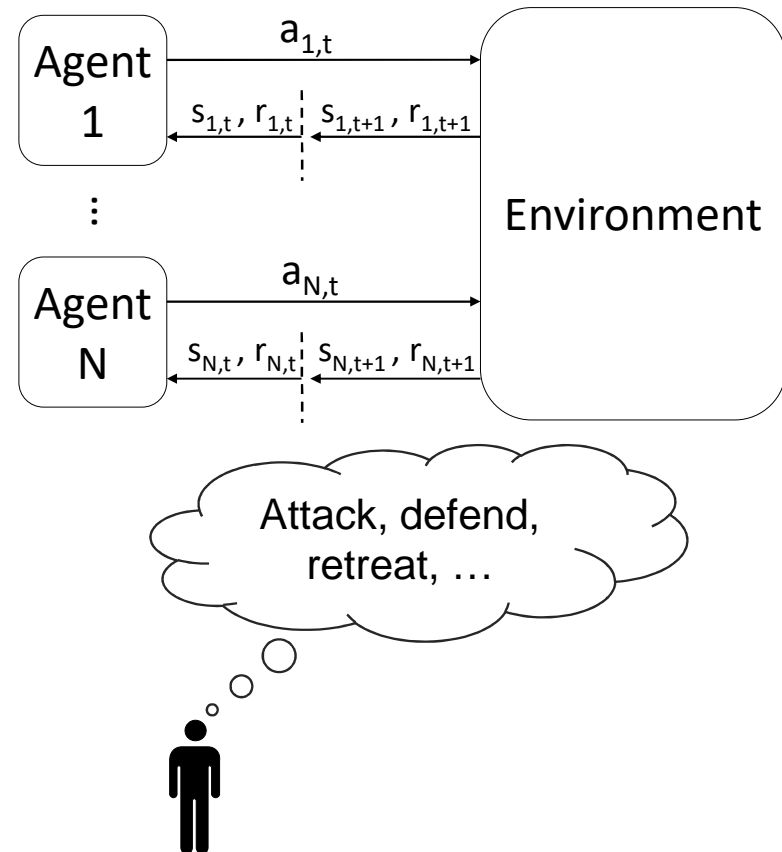 a1,t
Agent
1
s1,t , r1,t s1,t+1 , r1,t+1
...
Environment
aN,t
Agent
N
sN,t , rN,t sN,t+1 , rN,t+1
Attack, defend,
retreat, …